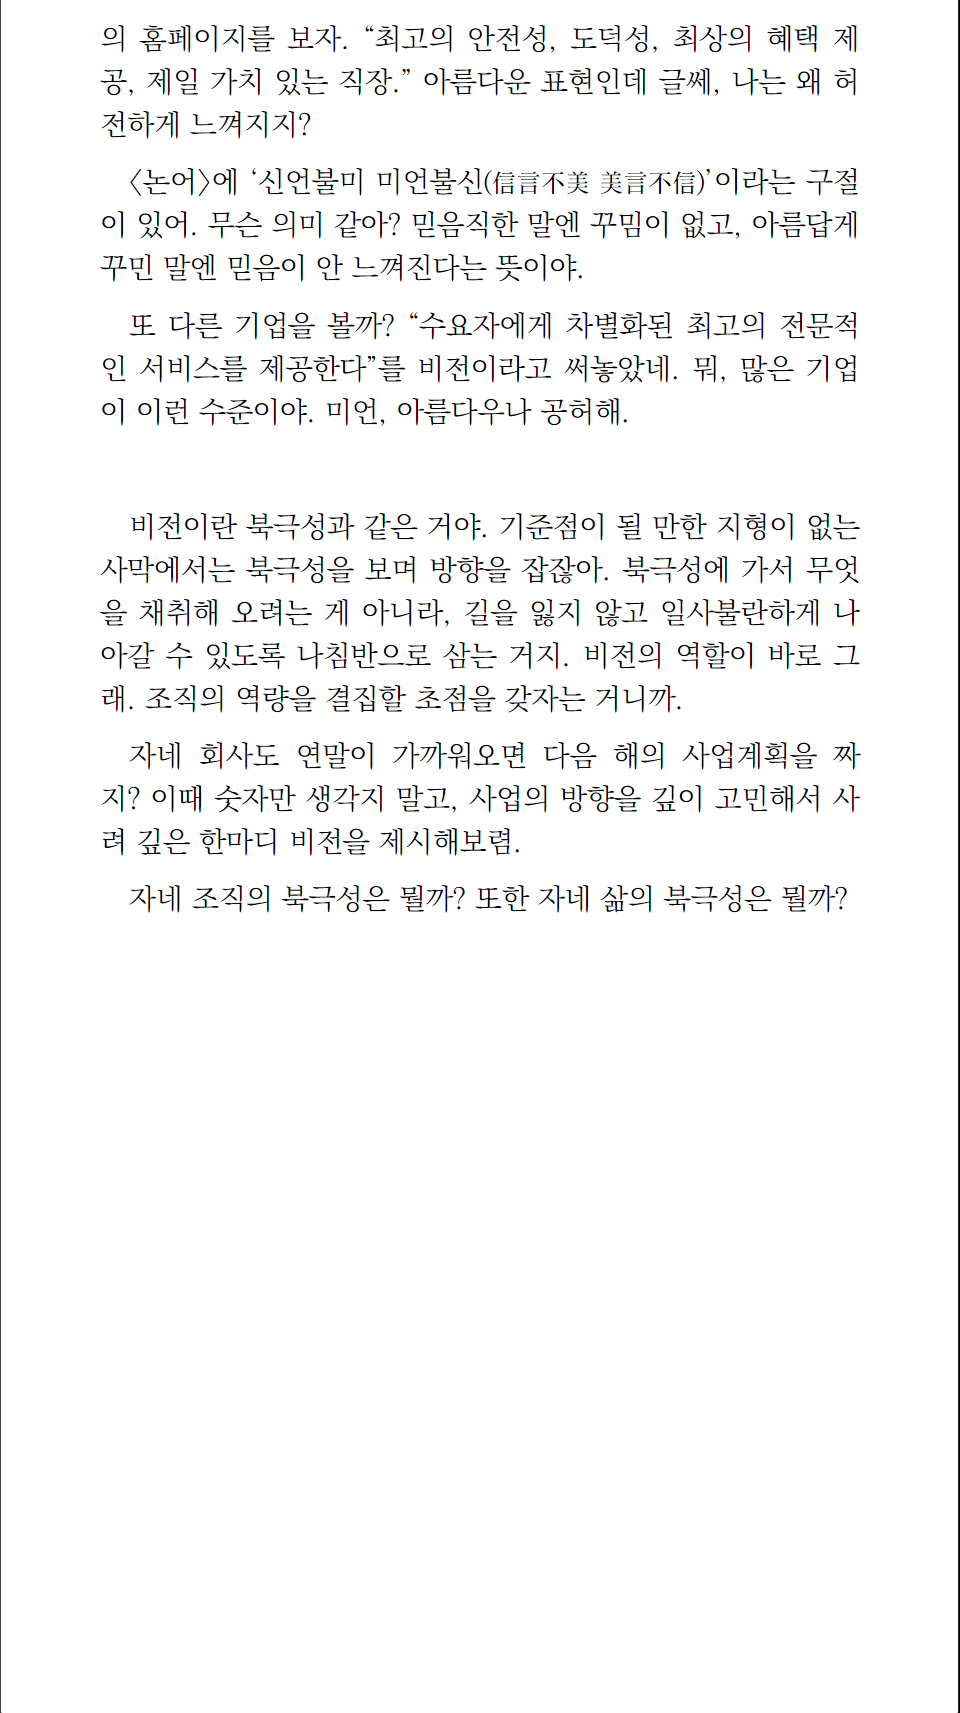 의 홈페이지를 보자. “최고의 안전성, 도덕성, 최상의 혜택 제
공, 제일 가치 있는 직장.” 아름다운 표현인데 글쎄, 나는 왜 허
전하게 느껴지지?
〈논어〉에 ‘신언불미 미언불신(信言不美 美言不信)’이라는 구절
이 있어. 무슨 의미 같아? 믿음직한 말엔 꾸밈이 없고, 아름답게
꾸민 말엔 믿음이 안 느껴진다는 뜻이야.
또 다른 기업을 볼까? “수요자에게 차별화된 최고의 전문적
인 서비스를 제공한다”를 비전이라고 써놓았네. 뭐, 많은 기업
이 이런 수준이야. 미언, 아름다우나 공허해.
비전이란 북극성과 같은 거야. 기준점이 될 만한 지형이 없는
사막에서는 북극성을 보며 방향을 잡잖아. 북극성에 가서 무엇
을 채취해 오려는 게 아니라, 길을 잃지 않고 일사불란하게 나
아갈 수 있도록 나침반으로 삼는 거지. 비전의 역할이 바로 그
래. 조직의 역량을 결집할 초점을 갖자는 거니까.
자네 회사도 연말이 가까워오면 다음 해의 사업계획을 짜
지? 이때 숫자만 생각지 말고, 사업의 방향을 깊이 고민해서 사
려 깊은 한마디 비전을 제시해보렴.
자네 조직의 북극성은 뭘까? 또한 자네 삶의 북극성은 뭘까?